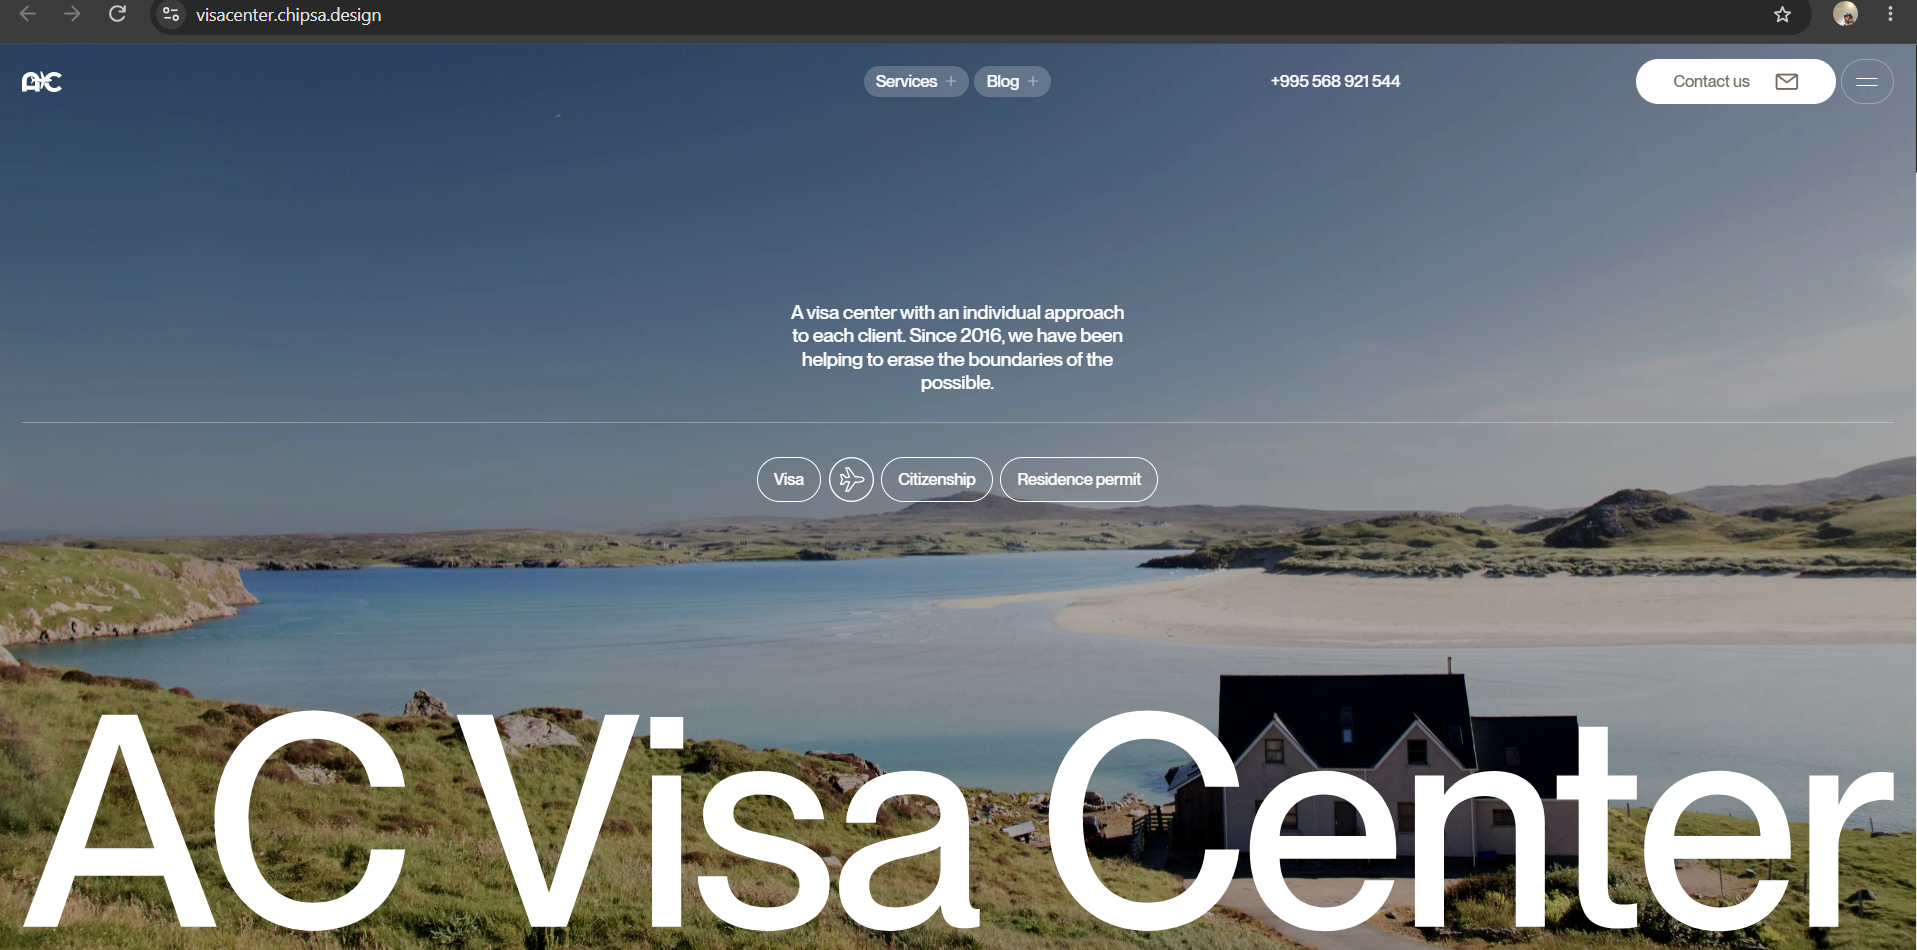 visacenter.chipsa.design
AC
Services +
Blog +
+995 568 921 544
Contact us
A visa center with an individual approach
to each client. Since 2016, we have been
helping to erase the boundaries of the
possible.
Visa
Citizenship
Residence permit
AC Visa Center